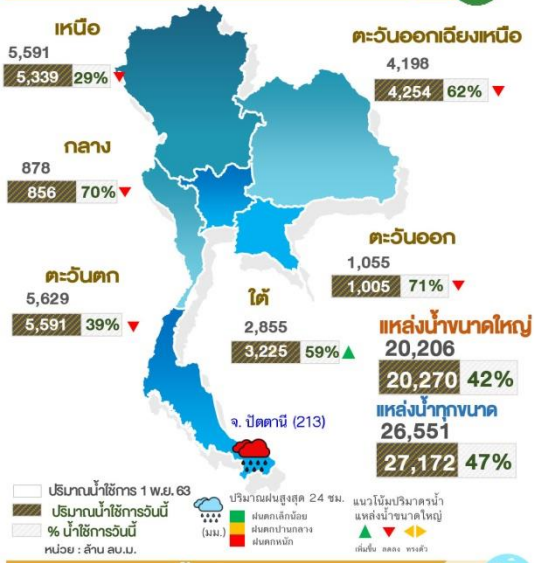 เหนือ
5,591
5,339 29%
ตะวันออกเฉียงเหนือ
4,198
4,254 62%
กลาง
878
856 70%
ตะวันออก
1,055
1,005 71%
ตะวันตก
5,629
5,591 39%
ใต้
2,855
3,225 59%
แหล่งน้ำขนาดใหญ่
20,206
20,270 42%
แหล่งน้ำทุกขนาด
26,551
27,172 47%
จ. ปัตตานี (213)
ปริมาณน้ำใช้การ 1 พ.ย. 63
ปริมาณน้ำใช้การวันนี้
% น้ำใช้การวันนี้
หน่วย : ล้าน ลบ.ม.
ปริมาณฝนสูงสุด 24 ชม.
(มม.)
ฝนตกเล็กน้อย
ฝนตกปานกลาง
ฝนตกหนัก
แนวโน้มปริมาตรน้ำ
แหล่งน้ำขนาดใหญ่
เพิ่มขึ้น ลดลง ทรงตัว